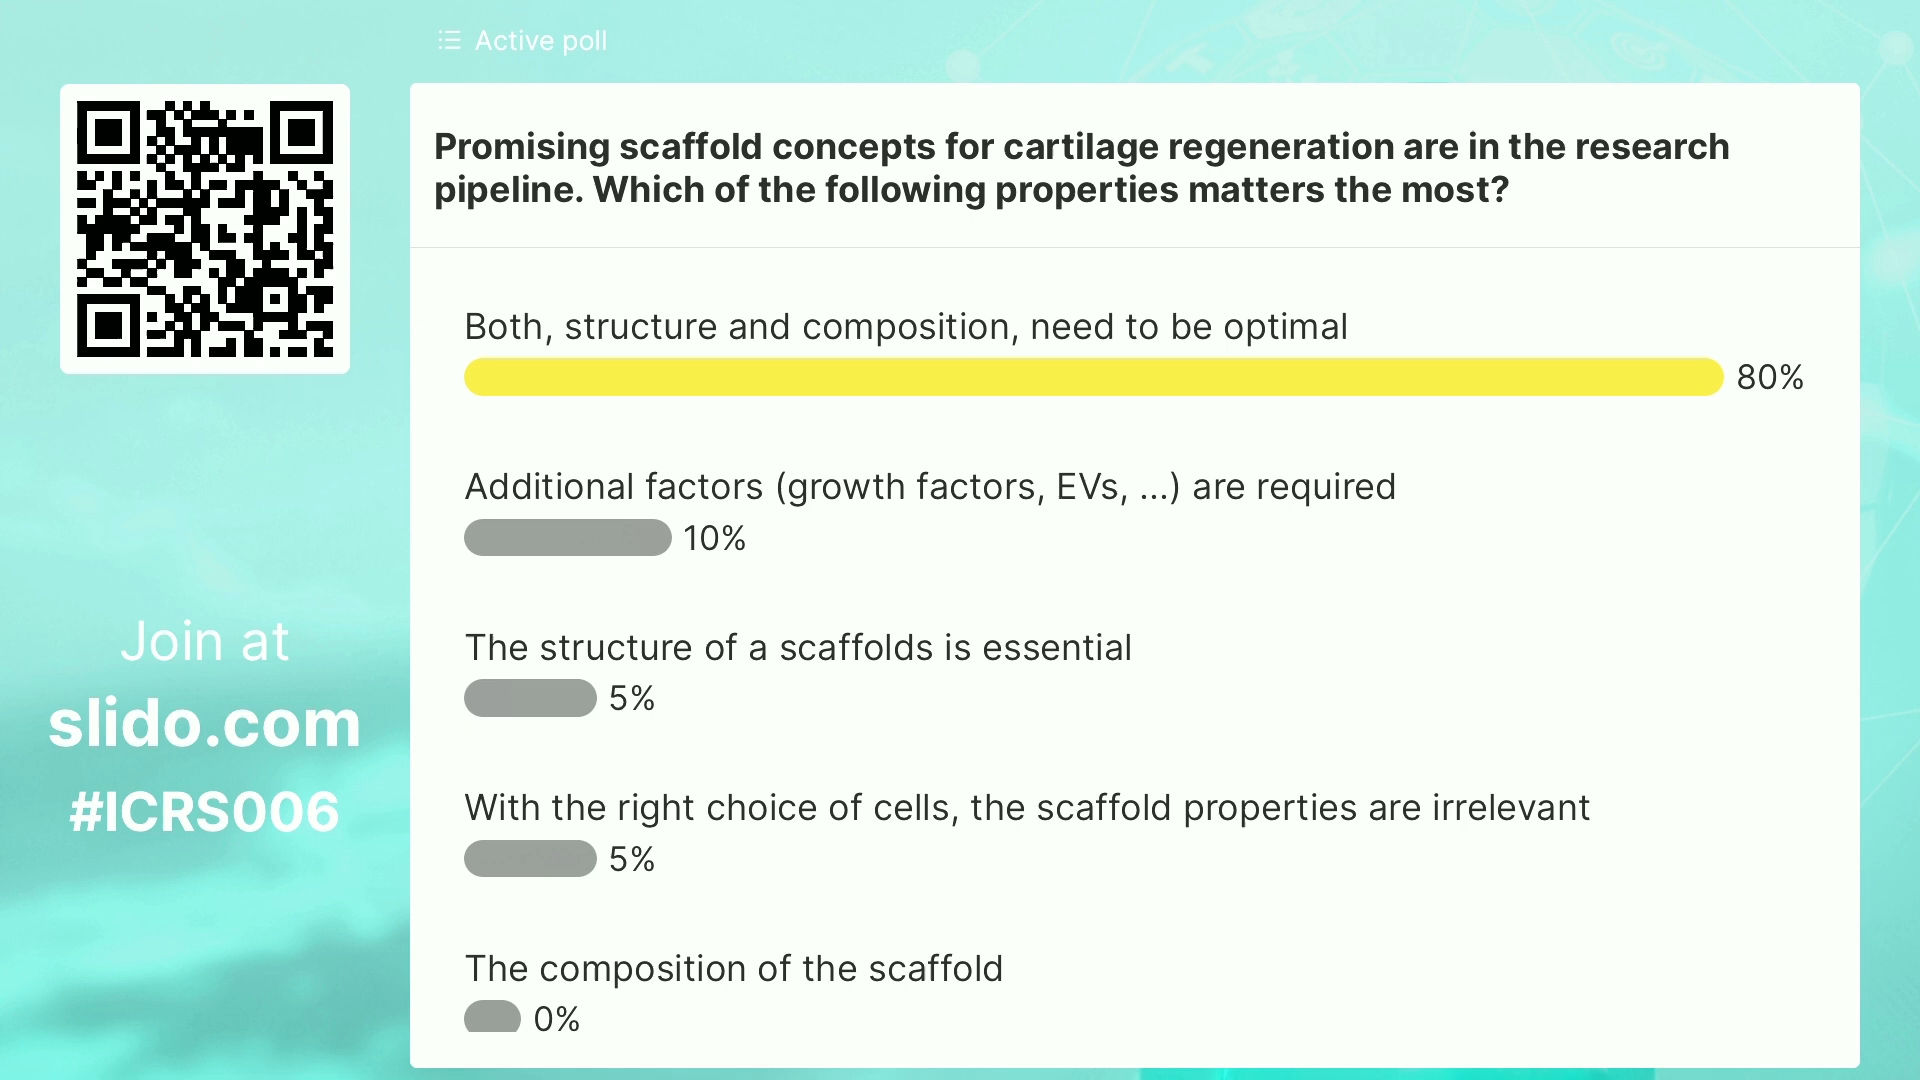 Active poll
Promising scaffold concepts for cartilage regeneration are in the research
pipeline. Which of the following properties matters the most?
Both, structure and composition, need to be optimal
80%
Additional factors (growth factors, EVs, ...) are required
10%
The structure of a scaffolds is essential
5%
With the right choice of cells, the scaffold properties are irrelevant
5%
The composition of the scaffold
0%
Join at
slido.com
#ICRS006